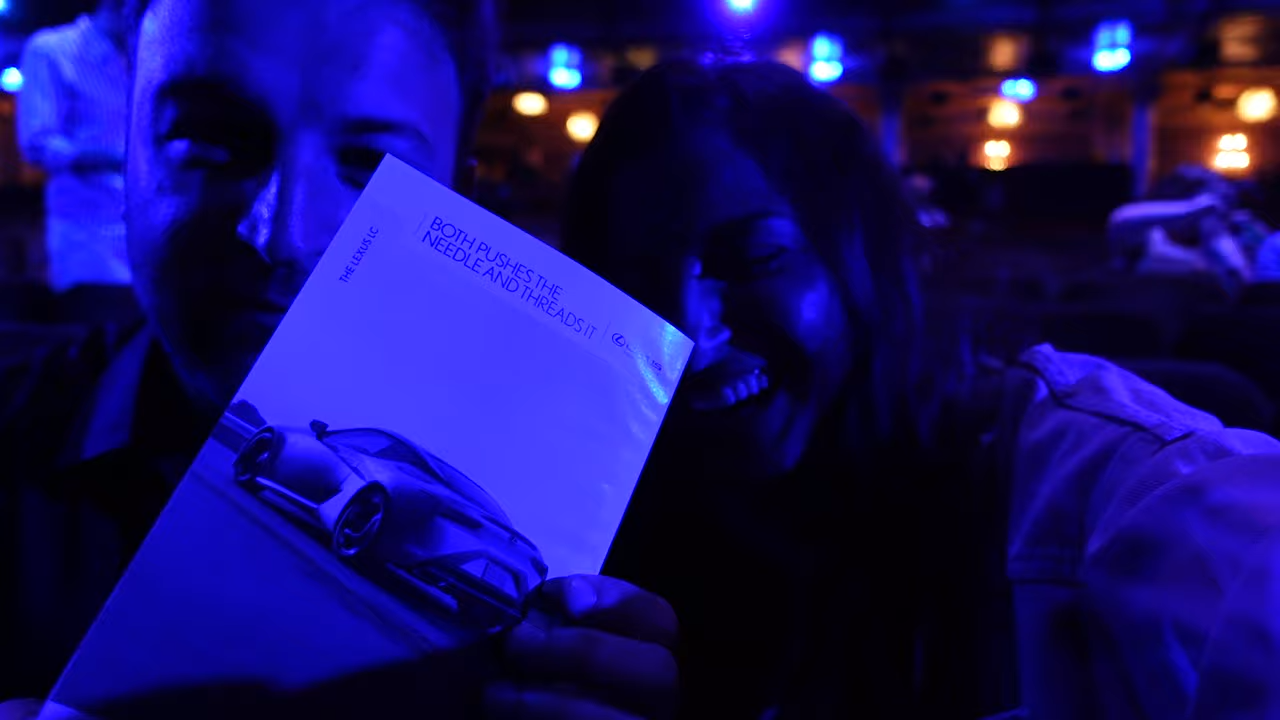 THE LEXUS LC
BOTH PUSHES THE
NEEDLE AND THREADS IT